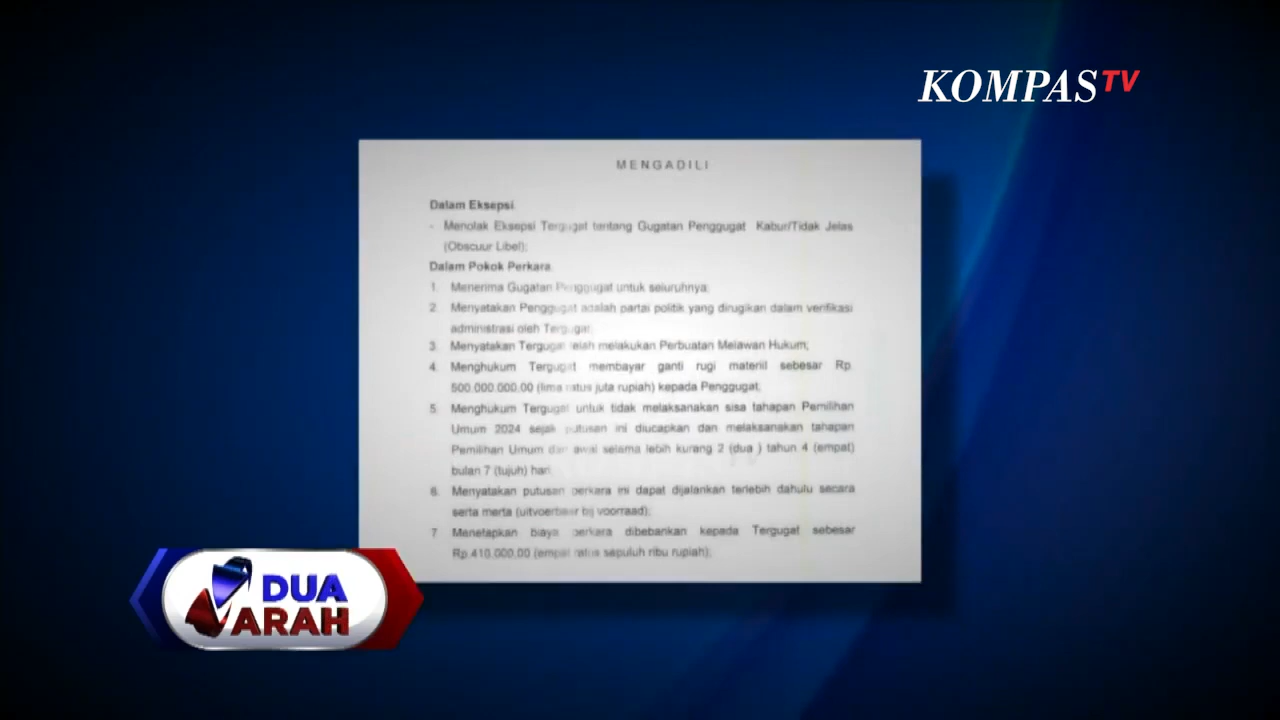 KOMPASTV
MENGADILI
Dalam Eksepsi
- Menolak Eksepsi Tergugat tentang Gugatan Penggugat Kabur/Tidak Jelas
(Obscuur Libel);
Dalam Pokok Perkara
1. Menerima Gugatan Penggugat untuk seluruhnya;
2. Menyatakan Penggugat adalah partai politik yang dirugikan dalam verifikasi
administrasi oleh Tergugat;
3. Menyatakan Tergugat telah melakukan Perbuatan Melawan Hukum;
4. Menghukum Tergugat membayar ganti rugi materiil sebesar Rp.
500.000.000,00 (lima ratus juta rupiah) kepada Penggugat;
5. Menghukum Tergugat untuk tidak melaksanakan sisa tahapan Pemilihan
Umum 2024 sejak putusan ini diucapkan dan melaksanakan tahapan
Pemilihan Umum dari awal selama lebih kurang 2 (dua ) tahun 4 (empat)
bulan 7 (tujuh) hari;
6. Menyatakan putusan perkara ini dapat dijalankan terlebih dahulu secara
serta merta (uitvoerbaar bij voorraad);
7. Menetapkan biaya perkara dibebankan kepada Tergugat sebesar
Rp.410.000,00 (empat ratus sepuluh ribu rupiah);
DUA
ARAH